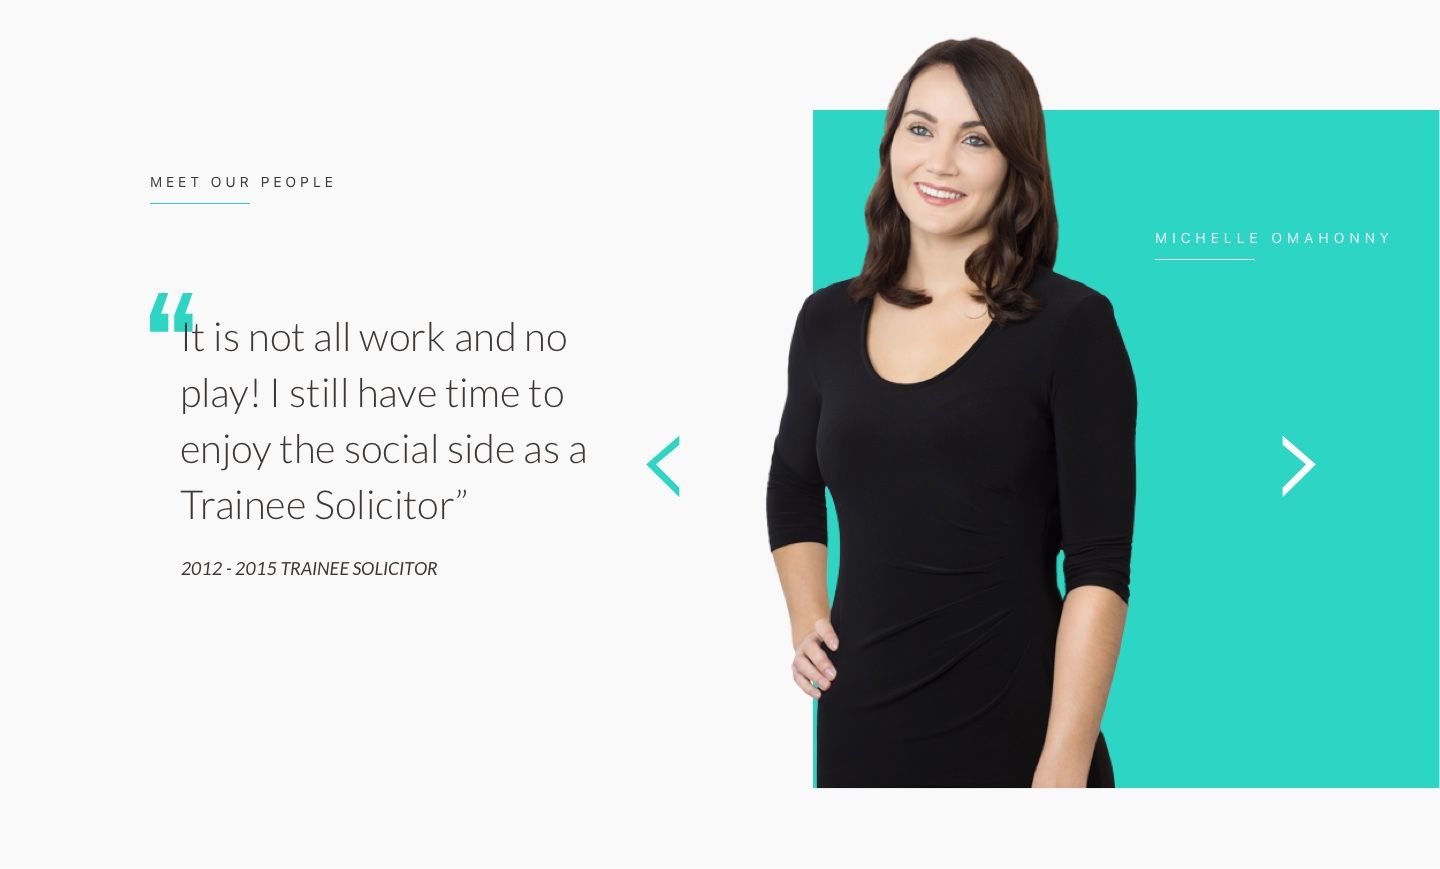 MEET OUR PEOPLE
“It is not all work and no
play! I still have time to
enjoy the social side as a
Trainee Solicitor”
2012 - 2015 TRAINEE SOLICITOR
MICHELLE OMAHONNY